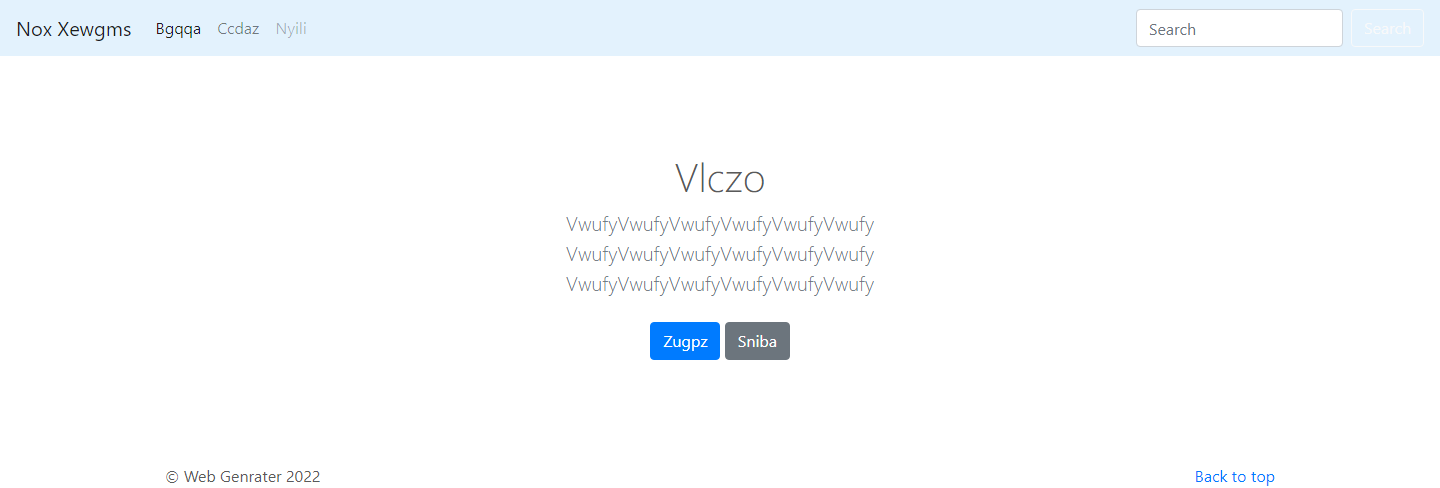 Nox Xewgms Bgqqa Ccdaz Nyili Search Search
Vlczo
VwufyVwufyVwufyVwufyVwufyVwufy
VwufyVwufyVwufyVwufyVwufyVwufy
VwufyVwufyVwufyVwufyVwufyVwufy
Zugpz Sniba
© Web Genrater 2022 Back to top